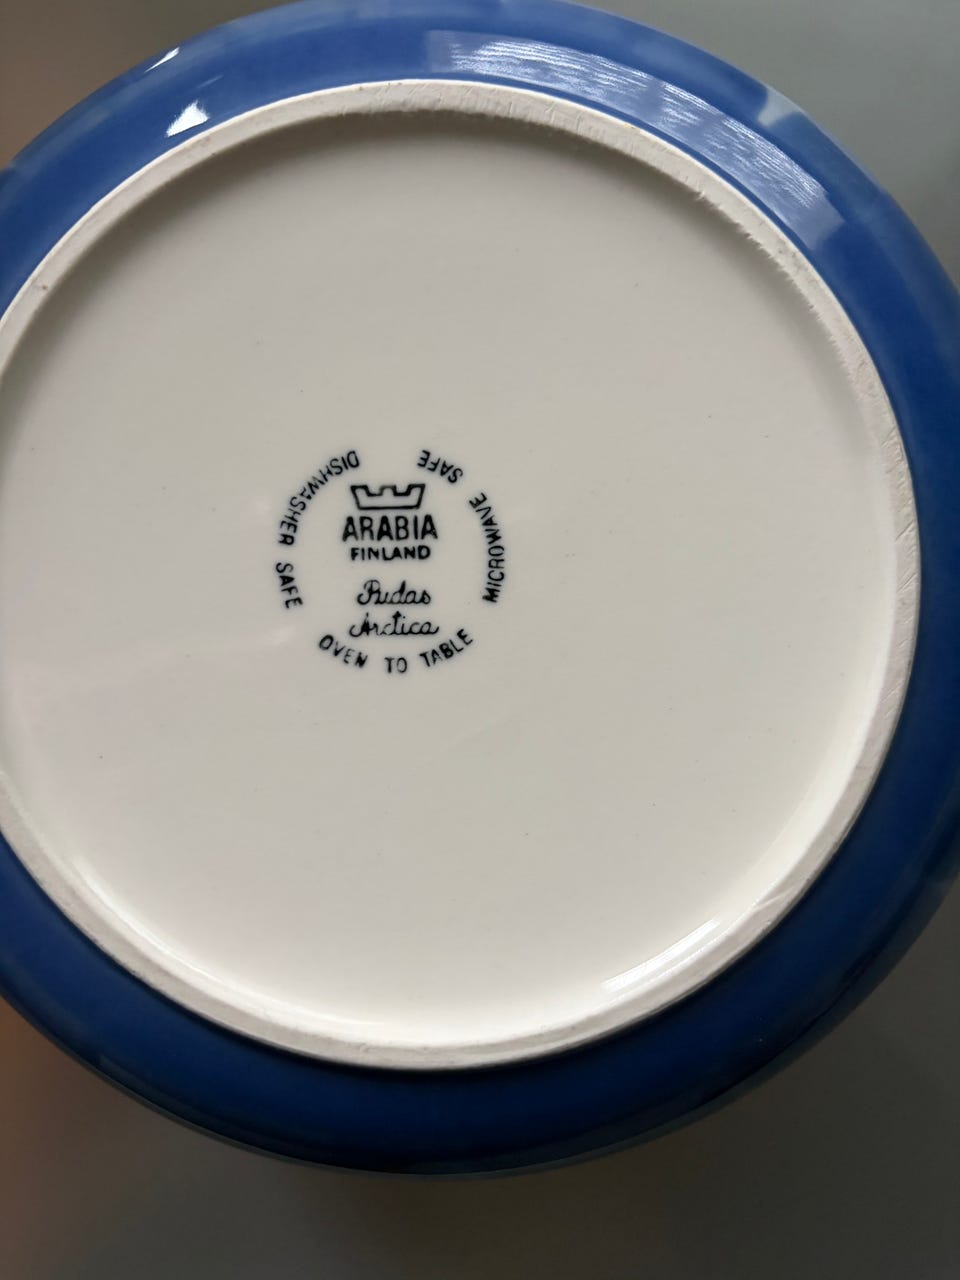 ARABIA
FINLAND
Pudas
Arctica
DISHWASHER SAFE
OVEN TO TABLE
MICROWAVE SAFE